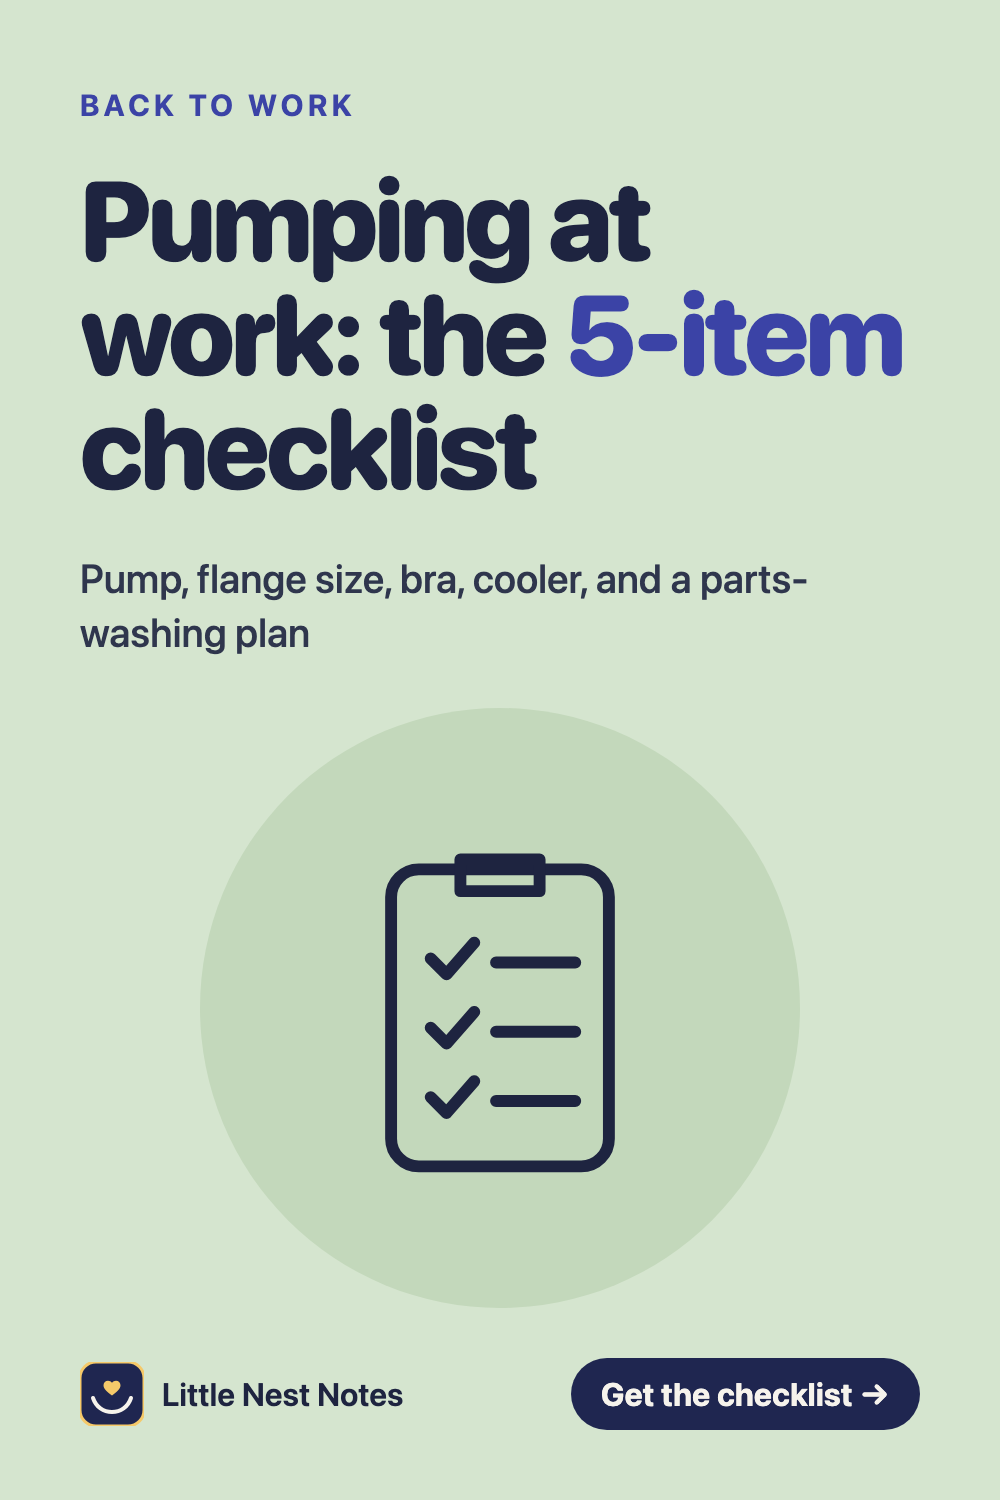 BACK TO WORK
Pumping at
work: the 5-item
checklist
Pump, flange size, bra, cooler, and a parts-
washing plan
Little Nest Notes
Get the checklist →